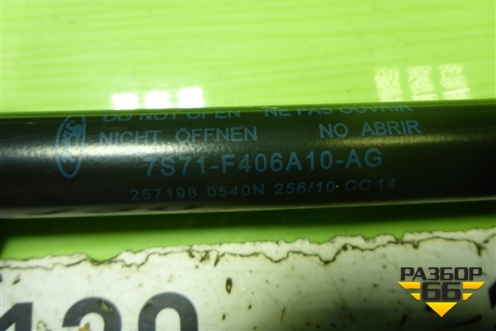 DO NOT OPEN NE PAS OUVRIR
NICHT ÖFFNEN NO ABRIR
7S71-F406A10-AG
257198 0540N 256/10 CC 14
РАЗБОР
66